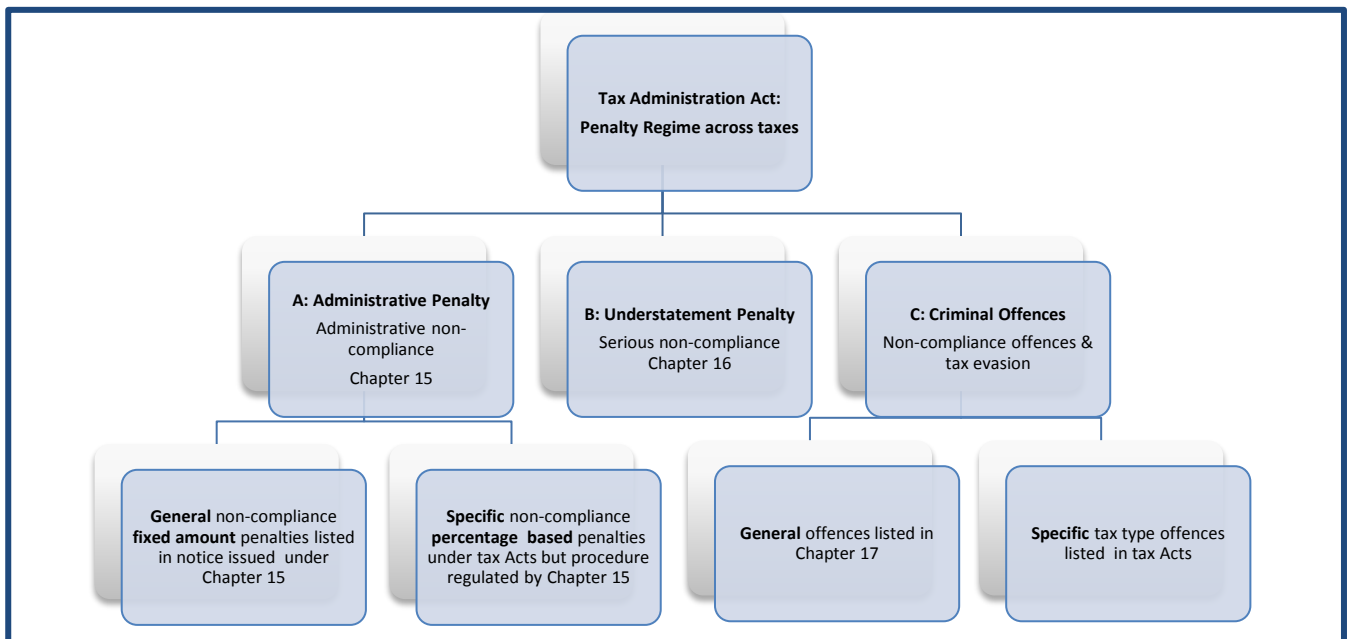 Tax Administration Act:
Penalty Regime across taxes
A: Administrative Penalty
Administrative non-
compliance
Chapter 15
B: Understatement Penalty
Serious non-compliance
Chapter 16
C: Criminal Offences
Non-compliance offences &
tax evasion
General non-compliance
fixed amount penalties listed
in notice issued under
Chapter 15
Specific non-compliance
percentage based penalties
under tax Acts but procedure
regulated by Chapter 15
General offences listed in
Chapter 17
Specific tax type offences
listed in tax Acts